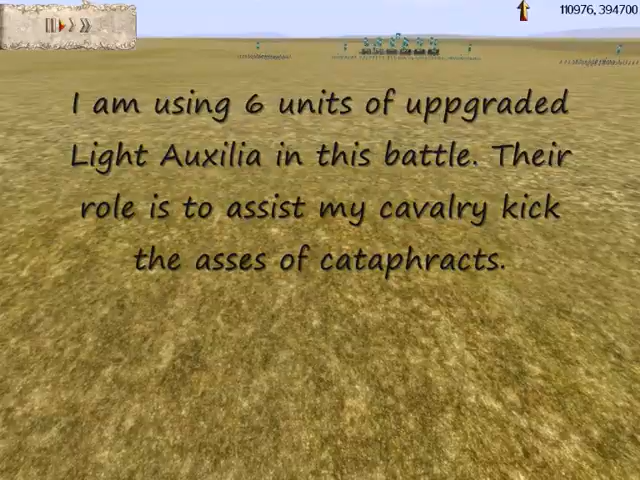 110976, 394700
I am using 6 units of uppgraded
Light Auxilia in this battle. Their
role is to assist my cavalry kick
the asses of cataphracts.